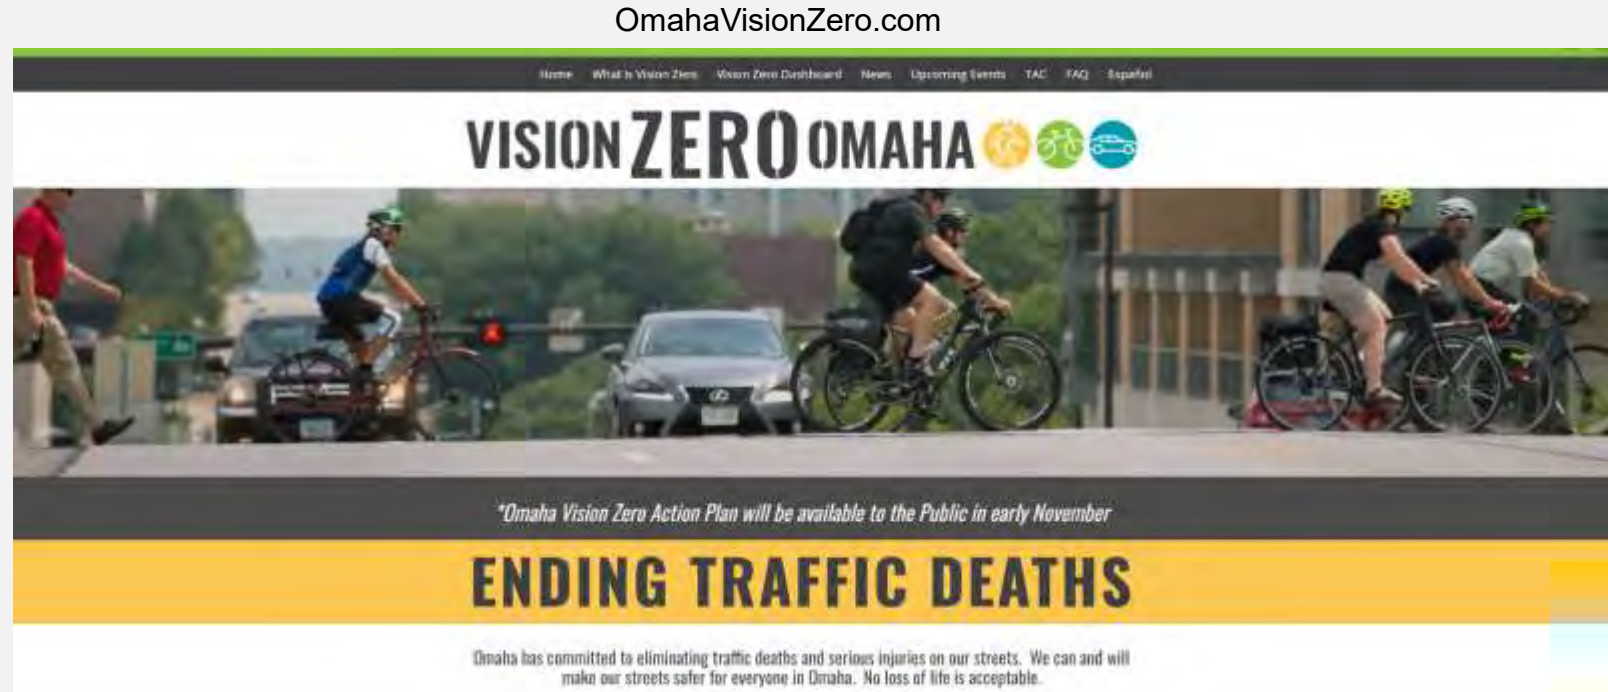 OmahaVisionZero.com
Home What Is Vision Zero Vision Zero Dashboard News Upcoming Events TAC FAQ Español
VISION ZERO OMAHA
*Omaha Vision Zero Action Plan will be available to the Public in early November
ENDING TRAFFIC DEATHS
Omaha has committed to eliminating traffic deaths and serious injuries on our streets. We can and will
make our streets safer for everyone in Omaha. No loss of life is acceptable.